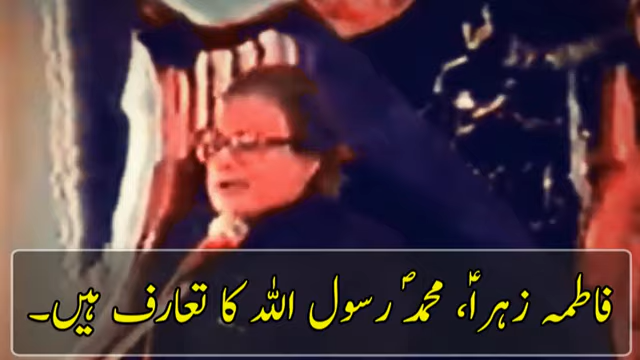 فاطمہ زہراؑ، محمدؐ رسول اللہ کا تعارف ہیں۔